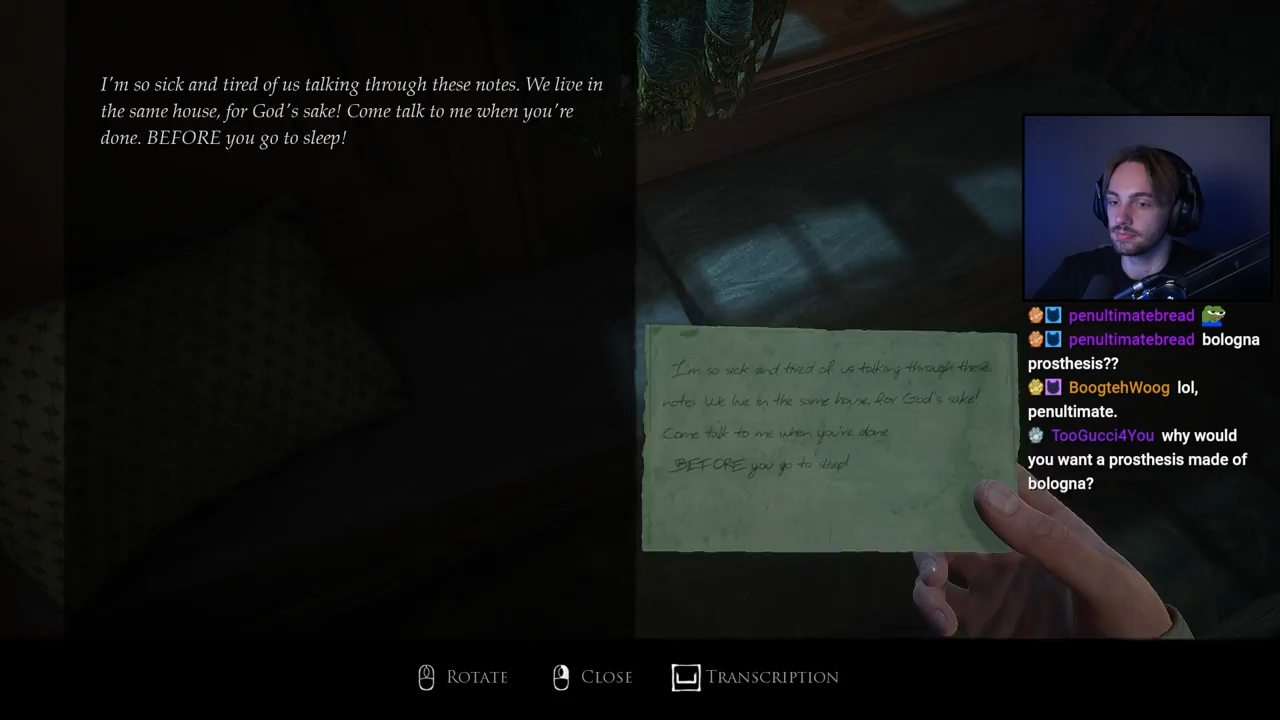 I'm so sick and tired of us talking through these notes. We live in
the same house, for God's sake! Come talk to me when you're
done. BEFORE you go to sleep!
I'm so sick and tired of us talking through these
notes. We live in the same house, for God's sake!
Come talk to me when you're done
BEFORE you go to sleep!
penultimatebread
penultimatebread bologna
prosthesis??
BoogtehWoog lol,
penultimate.
TooGucci4You why would
you want a prosthesis made of
bologna?
ROTATE
CLOSE
TRANSCRIPTION